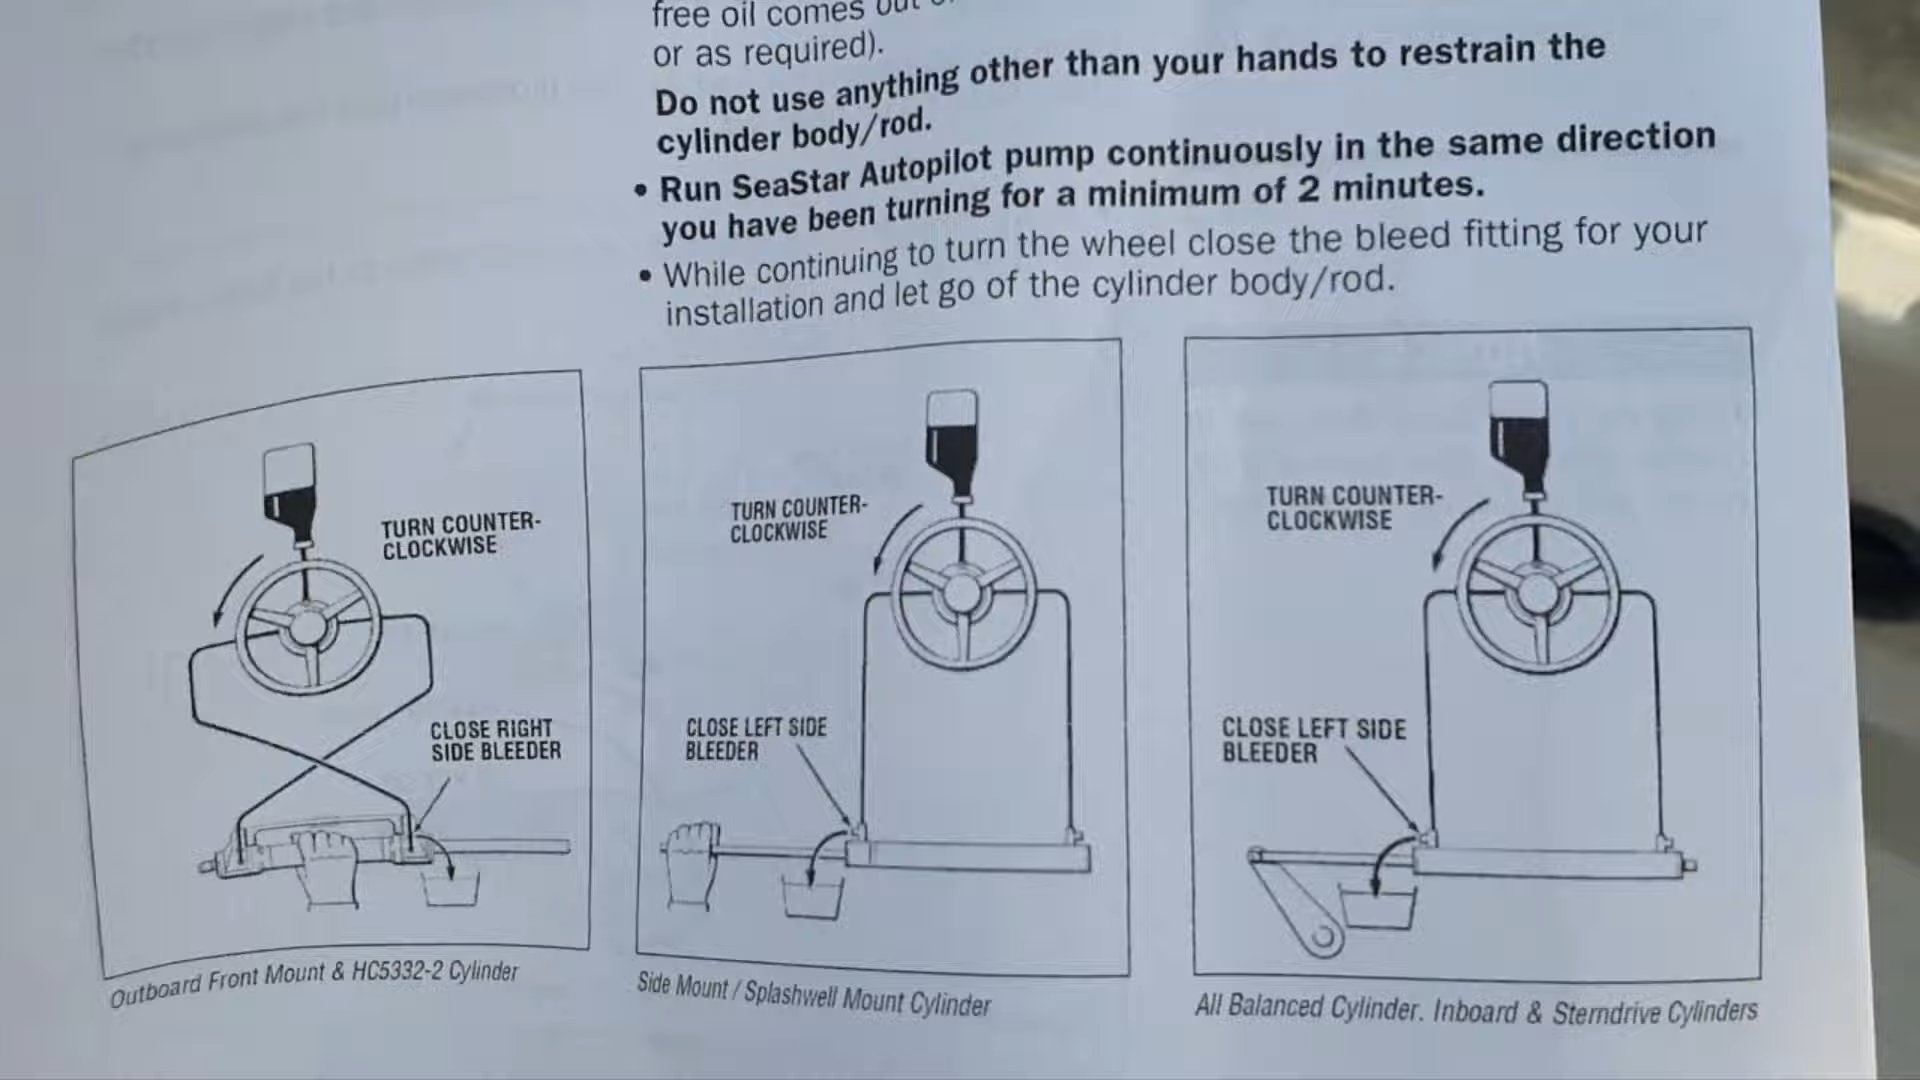 free oil comes out
or as required).
Do not use anything other than your hands to restrain the
cylinder body/rod.
• Run SeaStar Autopilot pump continuously in the same direction
you have been turning for a minimum of 2 minutes.
• While continuing to turn the wheel close the bleed fitting for your
installation and let go of the cylinder body/rod.
TURN COUNTER-
CLOCKWISE
CLOSE RIGHT
SIDE BLEEDER
Outboard Front Mount & HC5332-2 Cylinder
TURN COUNTER-
CLOCKWISE
CLOSE LEFT SIDE
BLEEDER
Side Mount / Splashwell Mount Cylinder
TURN COUNTER-
CLOCKWISE
CLOSE LEFT SIDE
BLEEDER
All Balanced Cylinder. Inboard & Sterndrive Cylinders